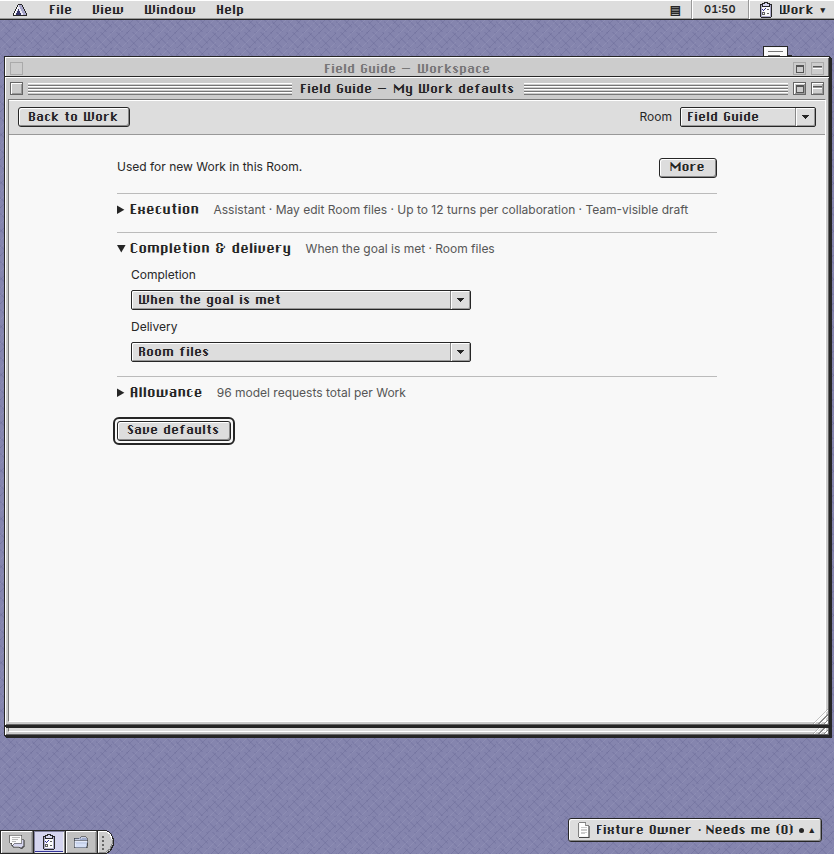 File View Window Help 01:50 Work
Field Guide — Workspace
Field Guide — My Work defaults
Back to Work Room Field Guide
Used for new Work in this Room. More
Execution Assistant · May edit Room files · Up to 12 turns per collaboration · Team-visible draft
Completion & delivery When the goal is met · Room files
Completion
When the goal is met
Delivery
Room files
Allowance 96 model requests total per Work
Save defaults
Fixture Owner · Needs me (0)